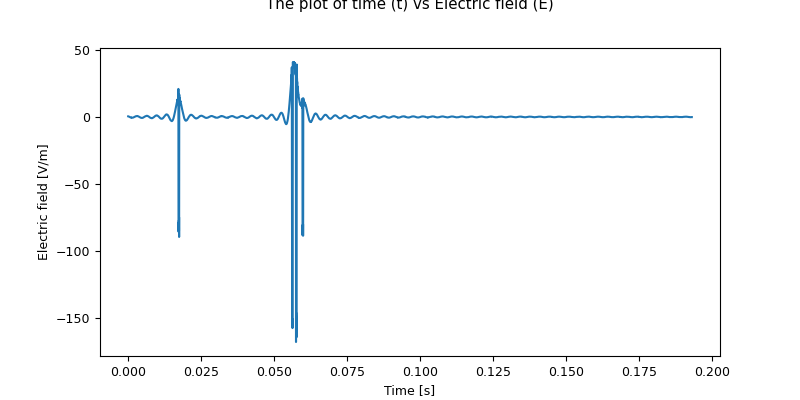 The plot of time (t) vs Electric field (E)
50
0
−50
−100
−150
Electric field [V/m]
0.000 0.025 0.050 0.075 0.100 0.125 0.150 0.175 0.200
Time [s]